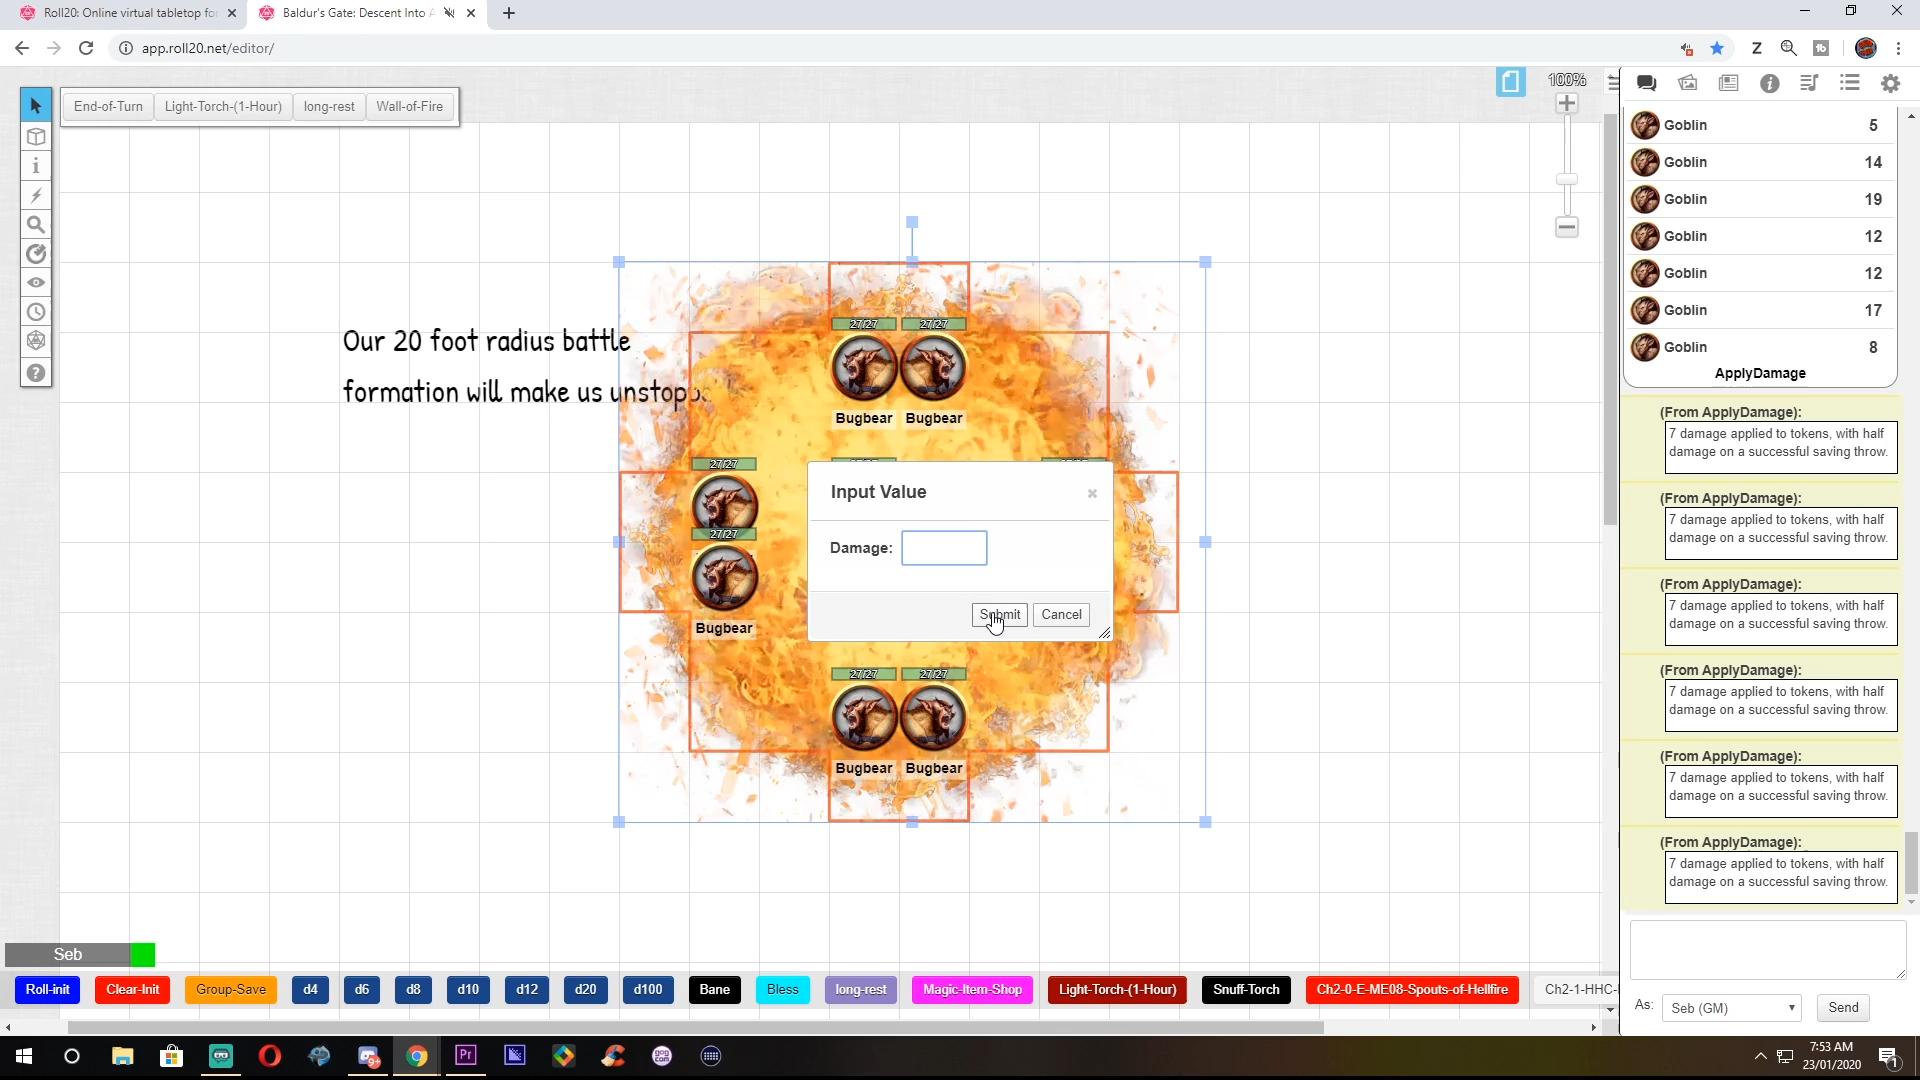 Roll20: Online virtual tabletop fo
Baldur's Gate: Descent Into A
app.roll20.net/editor/
End-of-Turn
Light-Torch-(1-Hour)
long-rest
Wall-of-Fire
100%
Our 20 foot radius battle
formation will make us
27/27 27/27
Bugbear Bugbear
27/27
27/27
Bugbear
27/27 27/27
Bugbear Bugbear
Input Value
Damage:
Submit
Cancel
Goblin 5
Goblin 14
Goblin 19
Goblin 12
Goblin 12
Goblin 17
Goblin 8
ApplyDamage
(From ApplyDamage):
7 damage applied to tokens, with half
damage on a successful saving throw.
(From ApplyDamage):
7 damage applied to tokens, with half
damage on a successful saving throw.
(From ApplyDamage):
7 damage applied to tokens, with half
damage on a successful saving throw.
(From ApplyDamage):
7 damage applied to tokens, with half
damage on a successful saving throw.
(From ApplyDamage):
7 damage applied to tokens, with half
damage on a successful saving throw.
(From ApplyDamage):
7 damage applied to tokens, with half
damage on a successful saving throw.
Seb
Roll-init
Clear-Init
Group-Save
d4
d6
d8
d10
d12
d20
d100
Bane
Bless
long-rest
Magic-Item-Shop
Light-Torch-(1-Hour)
Snuff-Torch
Ch2-0-E-ME08-Spouts-of-Hellfire
Ch2-1-HHC-
As: Seb (GM)
Send
7:53 AM
23/01/2020